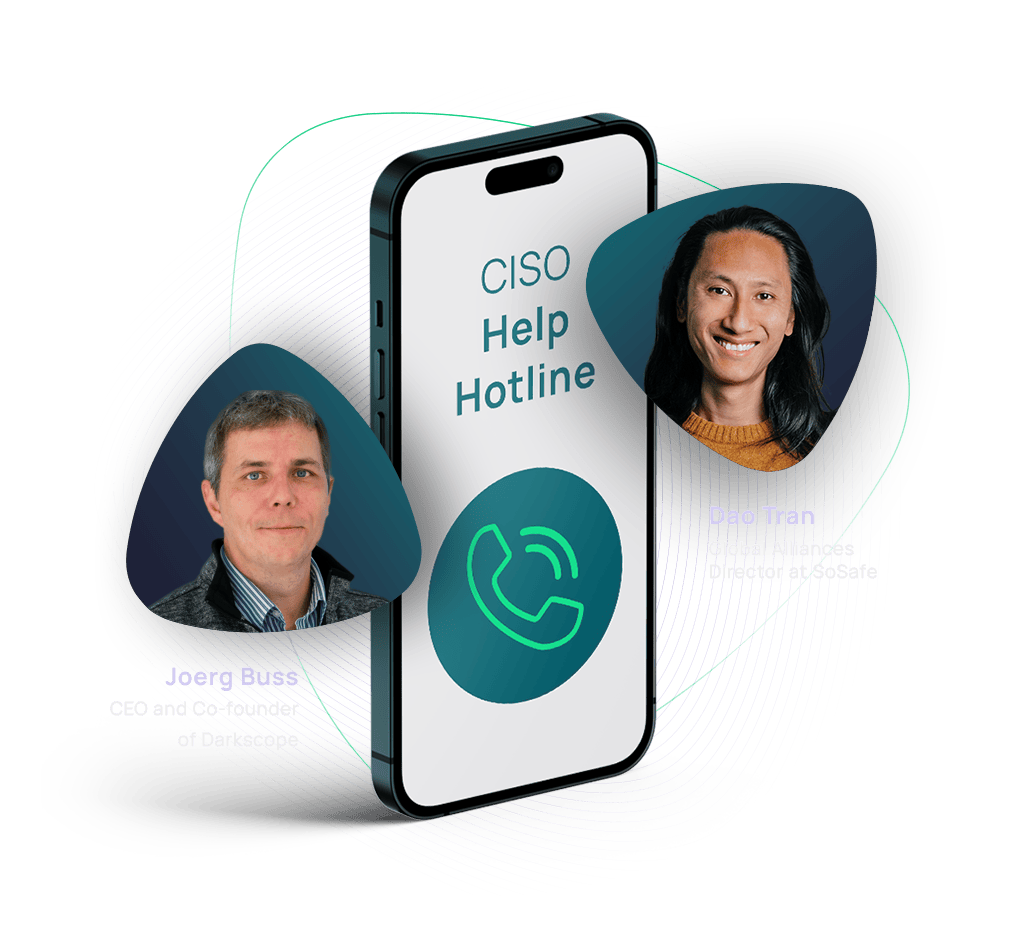 CISO
Help
Hotline
Dao Tran
Global Alliances
Director at SoSafe
Joerg Buss
CEO and Co-founder
of Darkscope